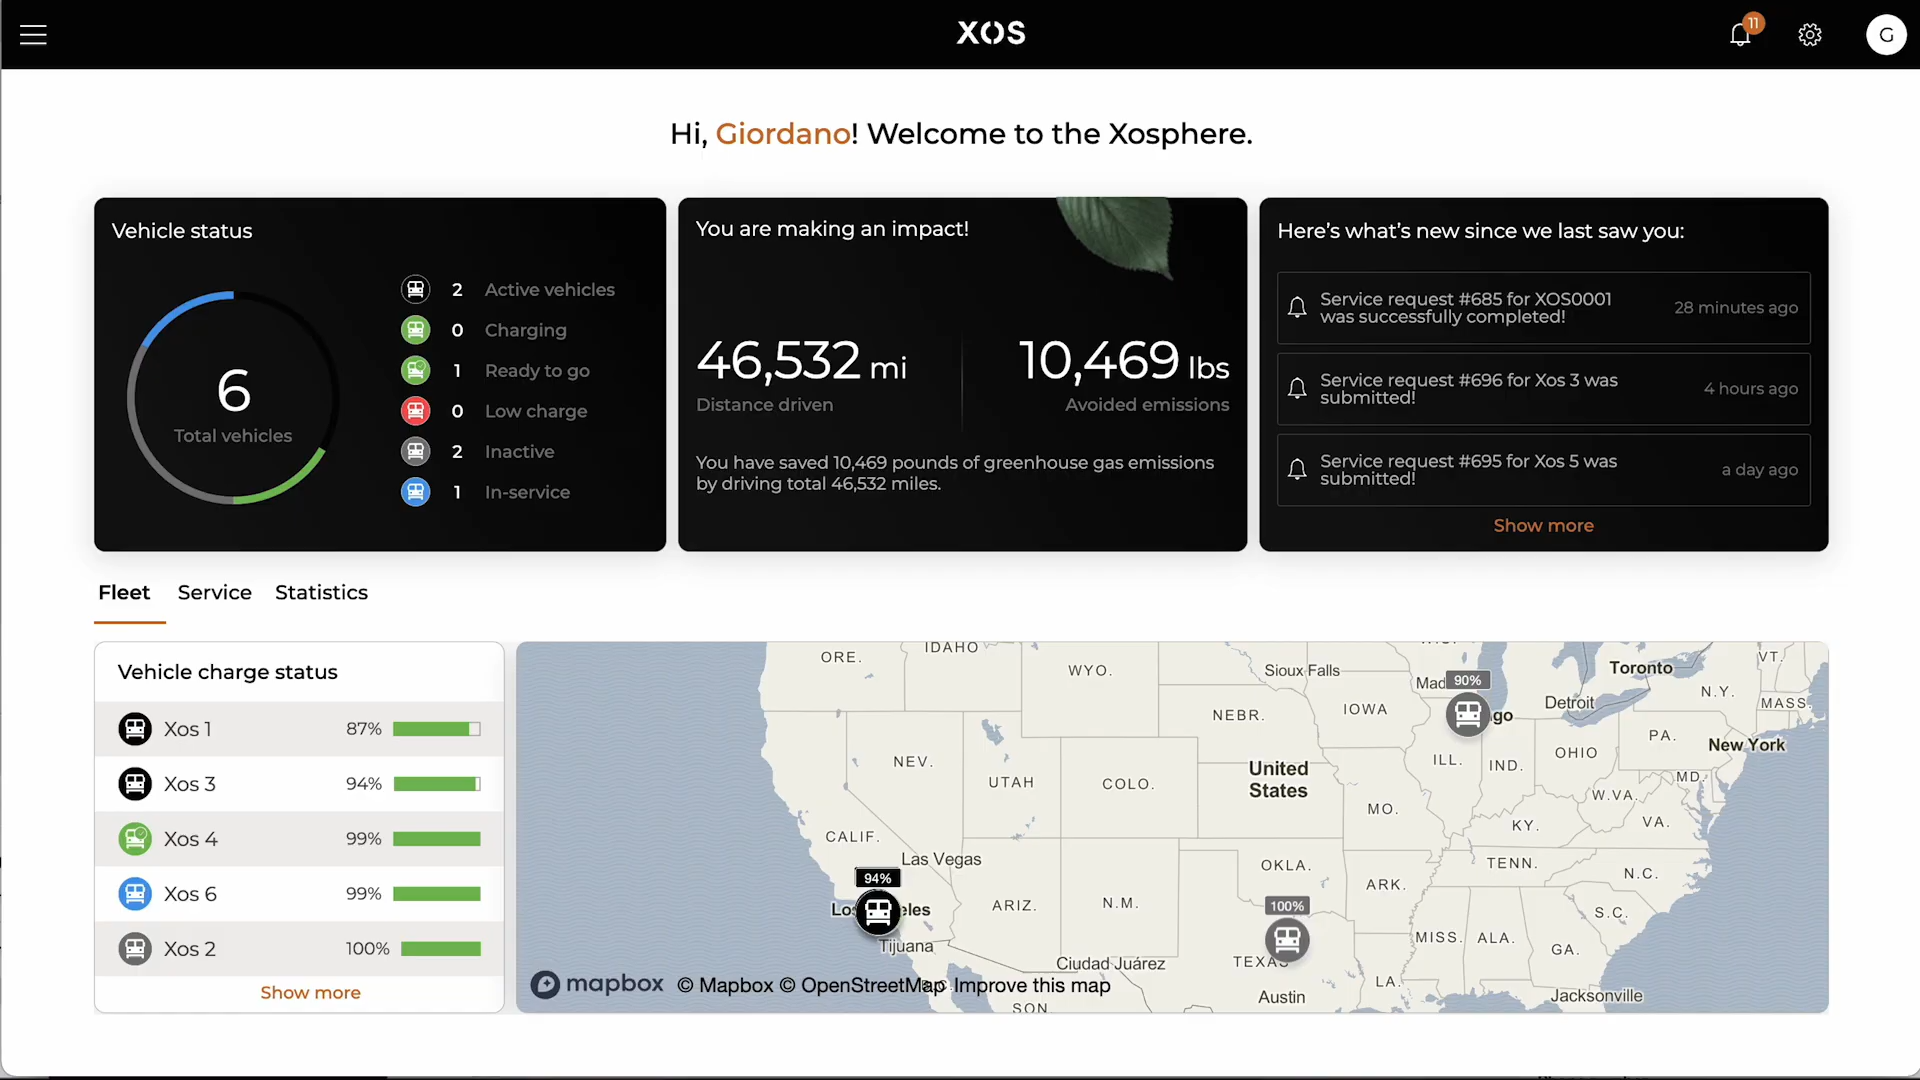 XOS
11
G
Hi, Giordano! Welcome to the Xosphere.
Vehicle status
6
Total vehicles
2 Active vehicles
0 Charging
1 Ready to go
0 Low charge
2 Inactive
1 In-service
You are making an impact!
46,532 mi
Distance driven
10,469 lbs
Avoided emissions
You have saved 10,469 pounds of greenhouse gas emissions
by driving total 46,532 miles.
Here's what's new since we last saw you:
Service request #685 for XOS0001
was successfully completed!
28 minutes ago
Service request #696 for Xos 3 was
submitted!
4 hours ago
Service request #695 for Xos 5 was
submitted!
a day ago
Show more
Fleet Service Statistics
Vehicle charge status
Xos 1 87%
Xos 3 94%
Xos 4 99%
Xos 6 99%
Xos 2 100%
Show more
ORE.
IDAHO
WYO.
Sioux Falls
90%
Toronto
VT.
N.Y.
MASS.
Detroit
IOWA
NEBR.
PA.
New York
OHIO
ILL.
IND.
NEV.
UTAH
COLO.
United
States
MD.
W.VA.
MO.
VA.
KY.
CALIF.
Las Vegas
OKLA.
TENN.
N.C.
ARK.
94%
ARIZ.
N.M.
100%
S.C.
MISS.
ALA.
GA.
Tijuana
TEXAS
Ciudad Juárez
LA.
Austin
Jacksonville
SON.
mapbox © Mapbox © OpenStreetMap Improve this map